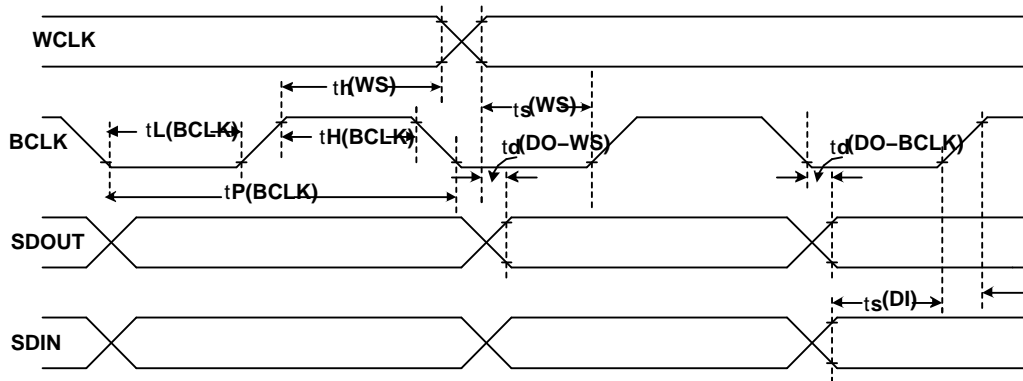 WCLK
th(WS)
ts(WS)
BCLK
tL(BCLK)
tH(BCLK)
td(DO−WS)
td(DO−BCLK)
tP(BCLK)
SDOUT
ts(DI)
SDIN